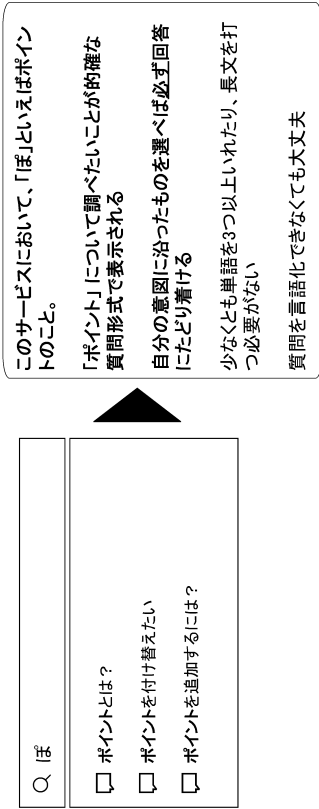 ぽ
ポイントとは？
ポイントを付け替えたい
ポイントを追加するには？
このサービスにおいて、「ぽ」といえばポイン
トのこと。
「ポイント」について調べたいことが的確な
質問形式で表示される
自分の意図に沿ったものを選べば必ず回答
にたどり着ける
少なくとも単語を3つ以上いれたり、長文を打
つ必要がない
質問を言語化できなくても大丈夫